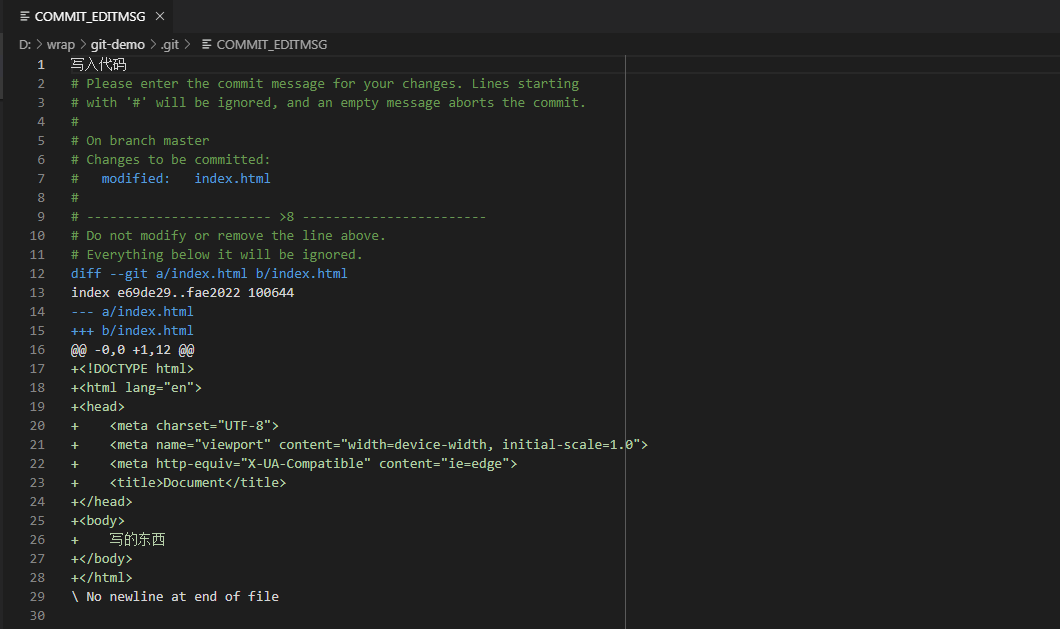 COMMIT_EDITMSG ×
D: > wrap > git-demo > .git > COMMIT_EDITMSG
1 写入代码
2 # Please enter the commit message for your changes. Lines starting
3 # with '#' will be ignored, and an empty message aborts the commit.
4 #
5 # On branch master
6 # Changes to be committed:
7 #   modified:   index.html
8 #
9 # ------------------------ >8 ------------------------
10 # Do not modify or remove the line above.
11 # Everything below it will be ignored.
12 diff --git a/index.html b/index.html
13 index e69de29..fae2022 100644
14 --- a/index.html
15 +++ b/index.html
16 @@ -0,0 +1,12 @@
17 +<!DOCTYPE html>
18 +<html lang="en">
19 +<head>
20 +    <meta charset="UTF-8">
21 +    <meta name="viewport" content="width=device-width, initial-scale=1.0">
22 +    <meta http-equiv="X-UA-Compatible" content="ie=edge">
23 +    <title>Document</title>
24 +</head>
25 +<body>
26 +    写的东西
27 +</body>
28 +</html>
29 \ No newline at end of file
30